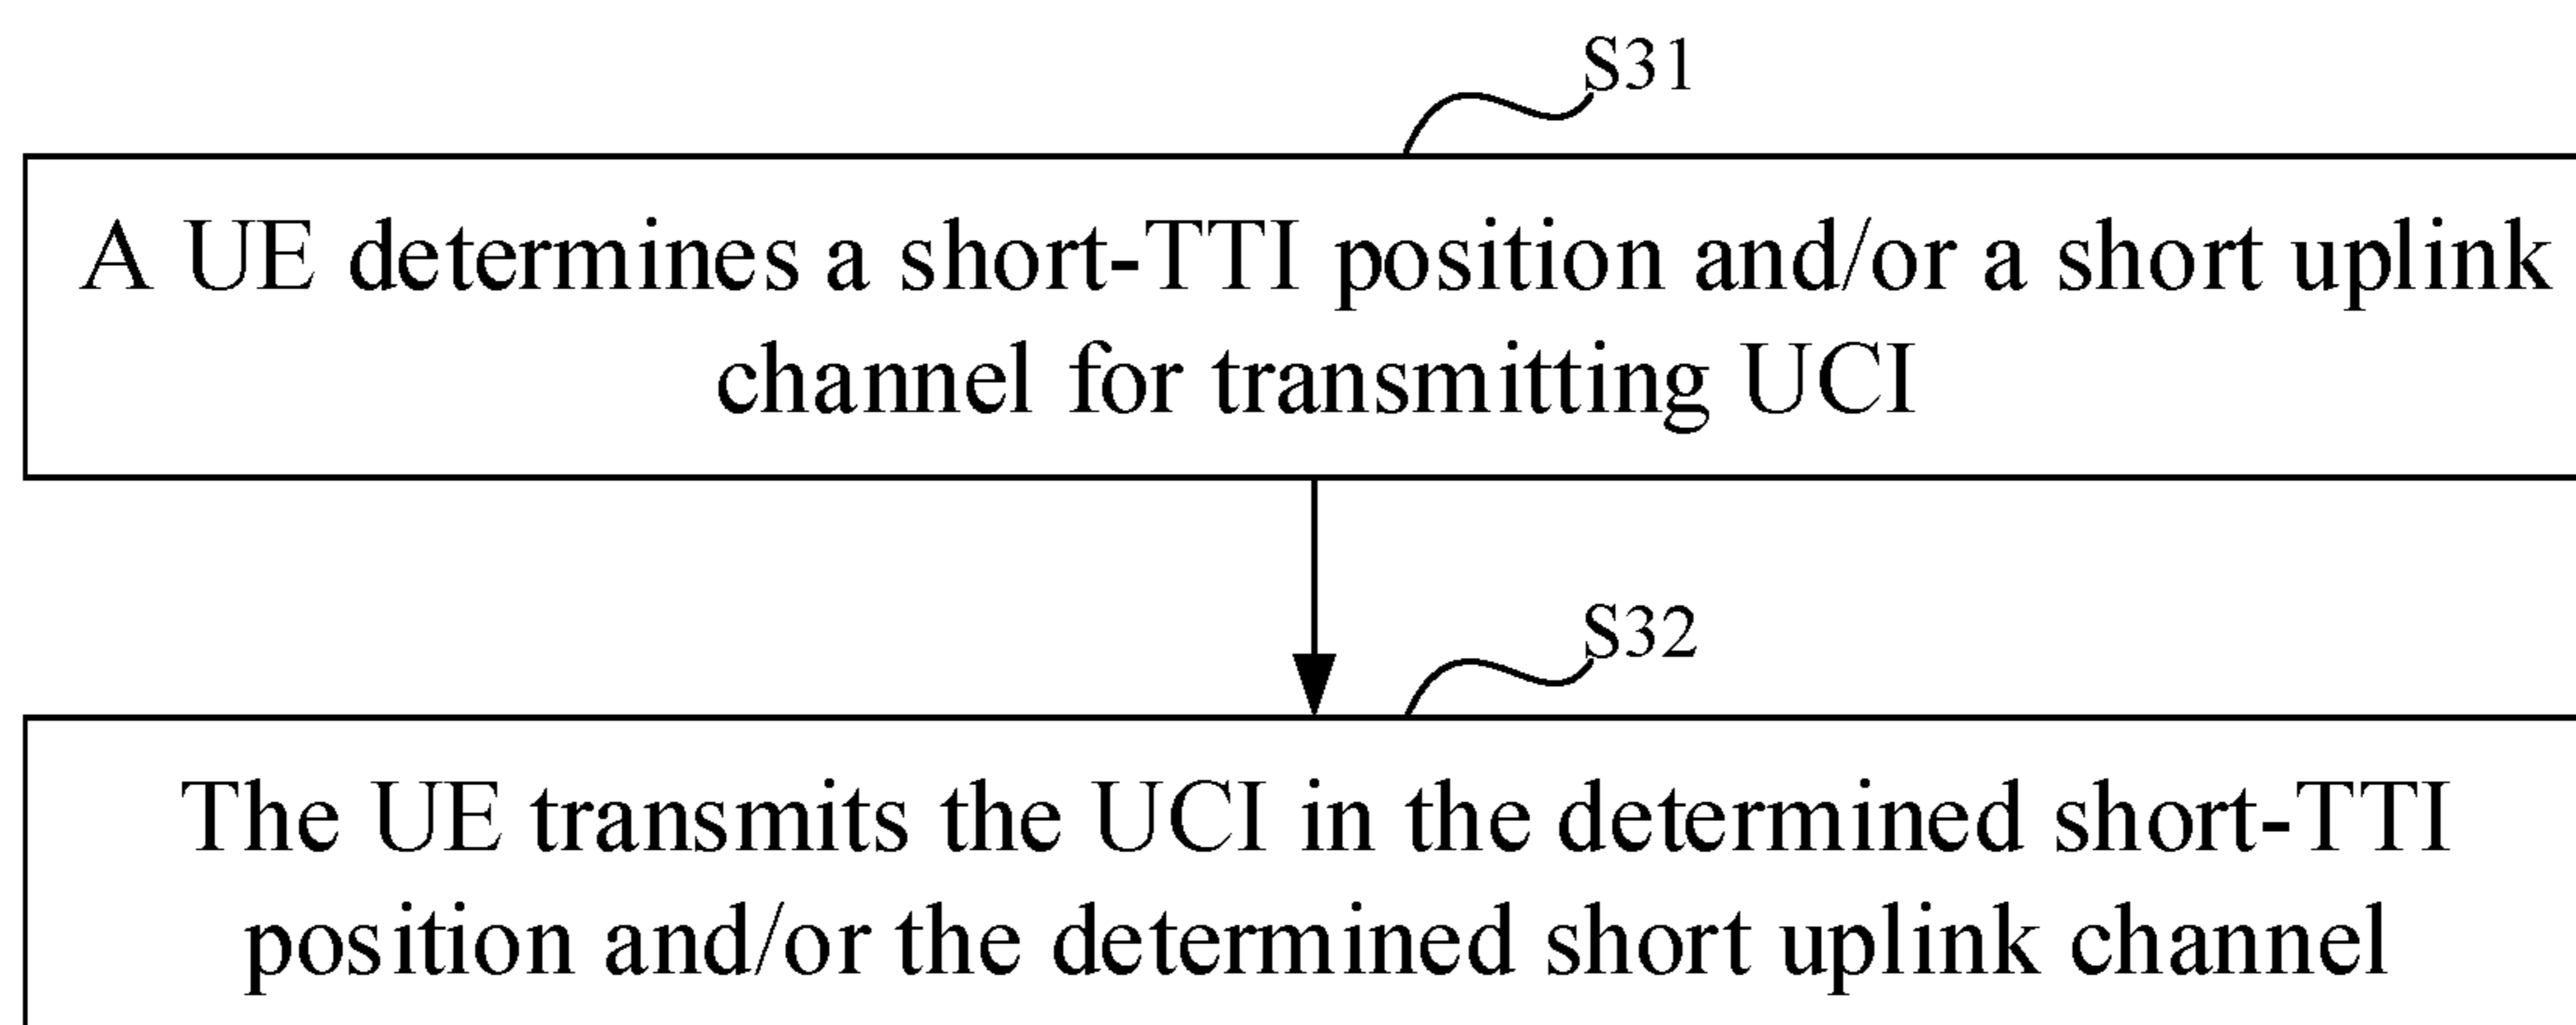 S31
A UE determines a short-TTI position and/or a short uplink
channel for transmitting UCI
S32
The UE transmits the UCI in the determined short-TTI
position and/or the determined short uplink channel